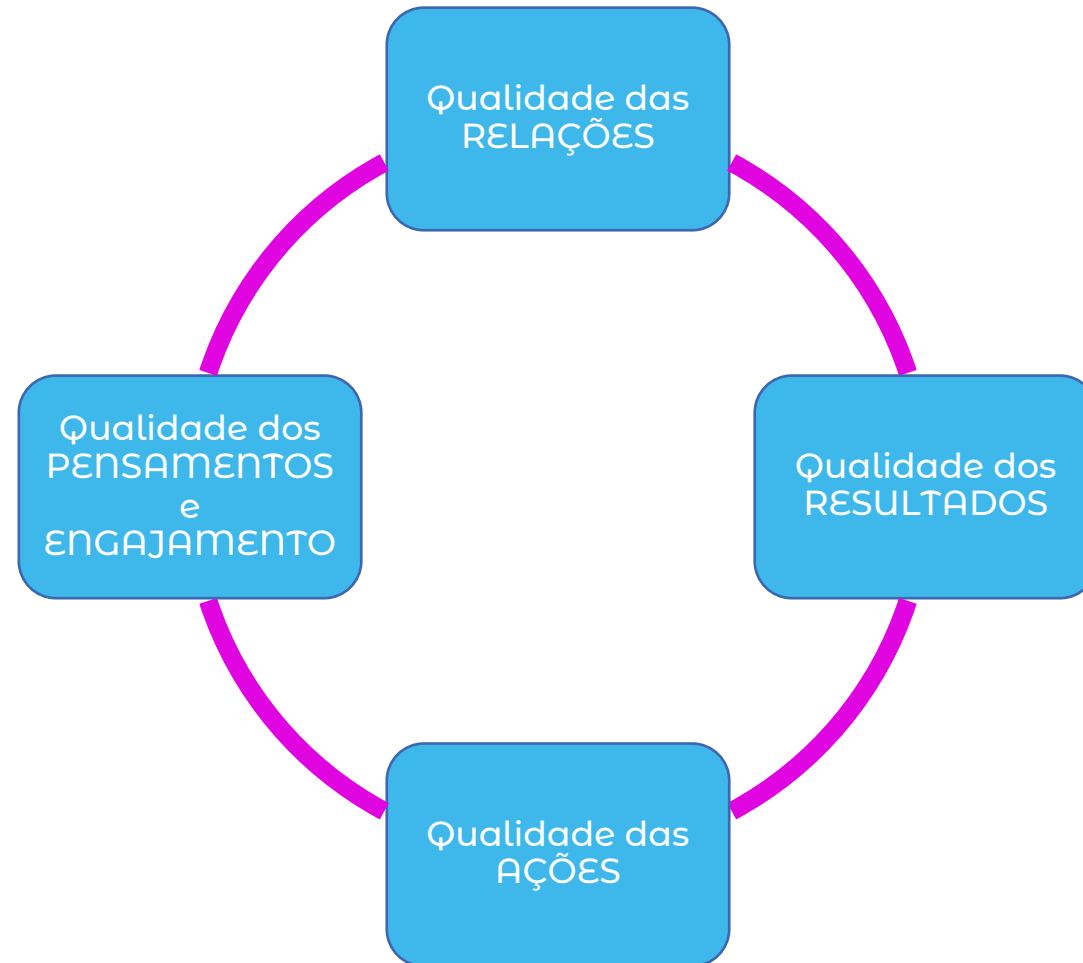 Qualidade das
RELAÇÕES
Qualidade dos
PENSAMENTOS
e
ENGAJAMENTO
Qualidade dos
RESULTADOS
Qualidade das
AÇÕES